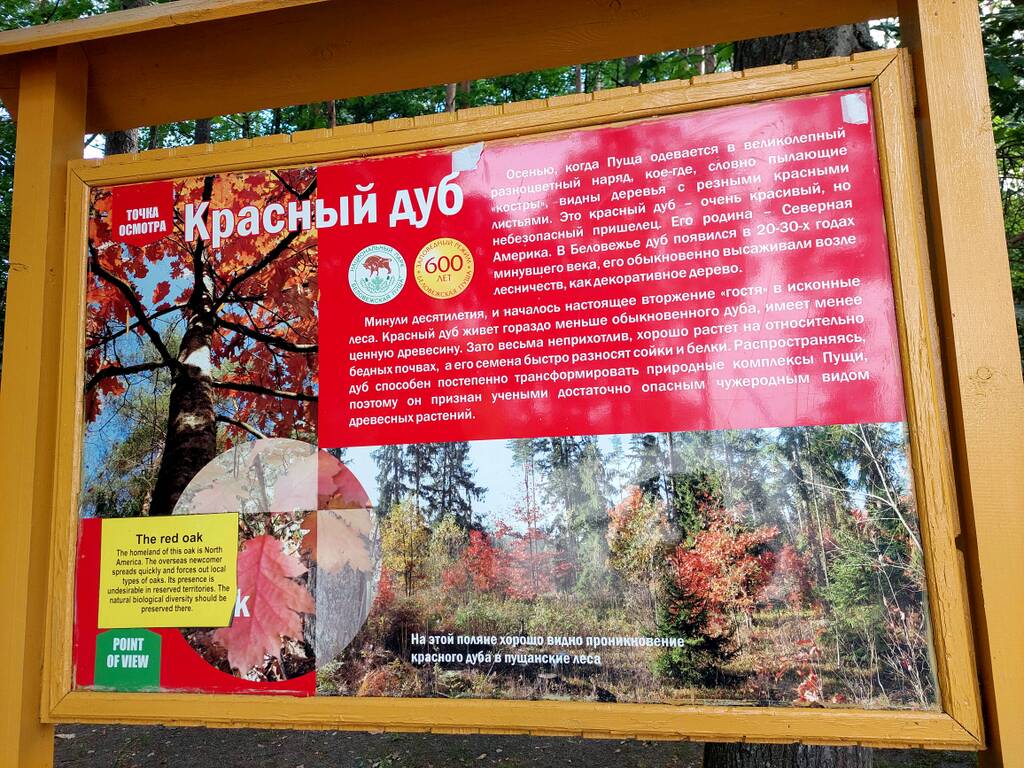 ТОЧКА
ОСМОТРА
Красный дуб
НАЦИОНАЛЬНЫЙ ПАРК
БЕЛОВЕЖСКАЯ ПУЩА
ЗАПОВЕДНЫЙ РЕЖИМ
600
ЛЕТ
БЕЛОВЕЖСКАЯ ПУЩА
Осенью, когда Пуща одевается в великолепный
разноцветный наряд, кое-где, словно пылающие
«костры», видны деревья с резными красными
листьями. Это красный дуб – очень красивый, но
небезопасный пришелец. Его родина – Северная
Америка. В Беловежье дуб появился в 20-30-х годах
минувшего века, его обыкновенно высаживали возле
лесничеств, как декоративное дерево.
Минули десятилетия, и началось настоящее вторжение «гостя» в исконные
леса. Красный дуб живет гораздо меньше обыкновенного дуба, имеет менее
ценную древесину. Зато весьма неприхотлив, хорошо растет на относительно
бедных почвах, а его семена быстро разносят сойки и белки. Распространяясь,
дуб способен постепенно трансформировать природные комплексы Пущи,
поэтому он признан учеными достаточно опасным чужеродным видом
древесных растений.
The red oak
The homeland of this oak is North
America. The overseas newcomer
spreads quickly and forces out local
types of oaks. Its presence is
undesirable in reserved territories. The
natural biological diversity should be
preserved there.
k
POINT
OF VIEW
На этой поляне хорошо видно проникновение
красного дуба в пущанские леса